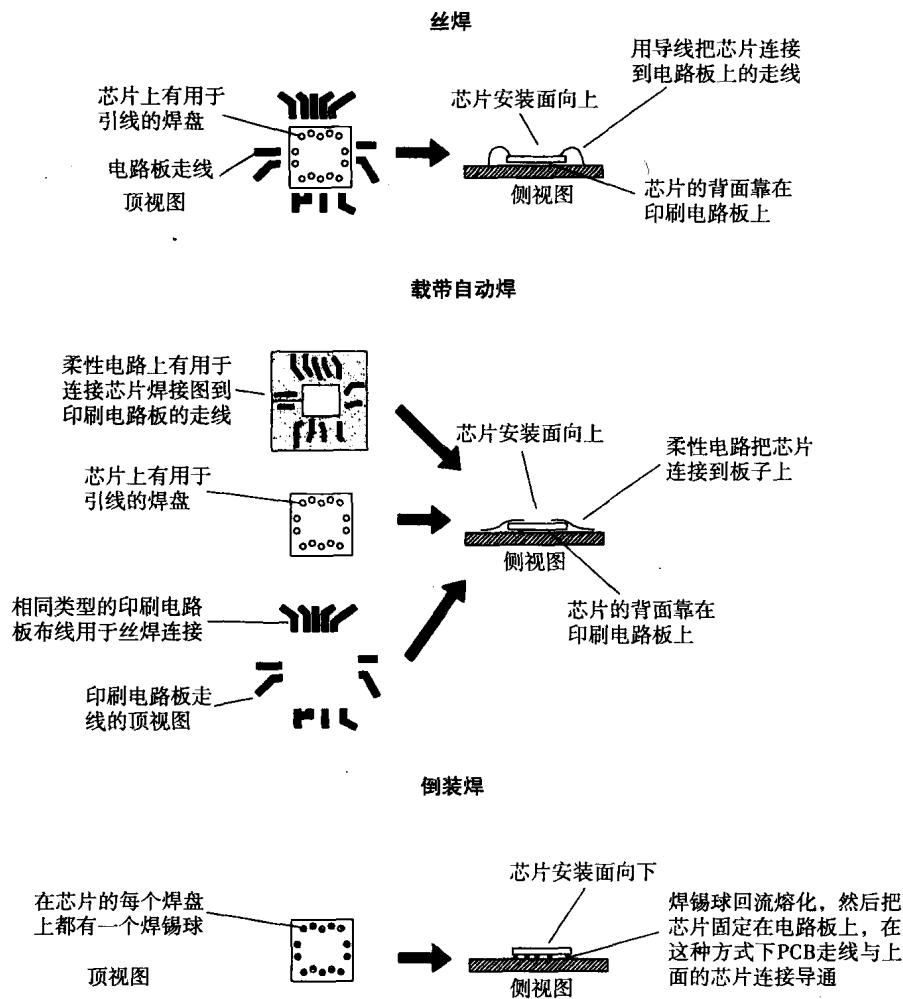 丝焊
用导线把芯片连接
到电路板上的走线
芯片上有用于
引线的焊盘
芯片安装面向上
电路板走线
顶视图
侧视图
芯片的背面靠在
印刷电路板上
载带自动焊
柔性电路上有用于
连接芯片焊接图到
印刷电路板的走线
芯片安装面向上
柔性电路把芯片
连接到板子上
芯片上有用于
引线的焊盘
侧视图
芯片的背面靠在
印刷电路板上
相同类型的印刷电路
板布线用于丝焊连接
印刷电路板走
线的顶视图
倒装焊
芯片安装面向下
在芯片的每个焊盘
上都有一个焊锡球
焊锡球回流熔化，然后把
芯片固定在电路板上，在
这种方式下PCB走线与上
面的芯片连接导通
顶视图
侧视图